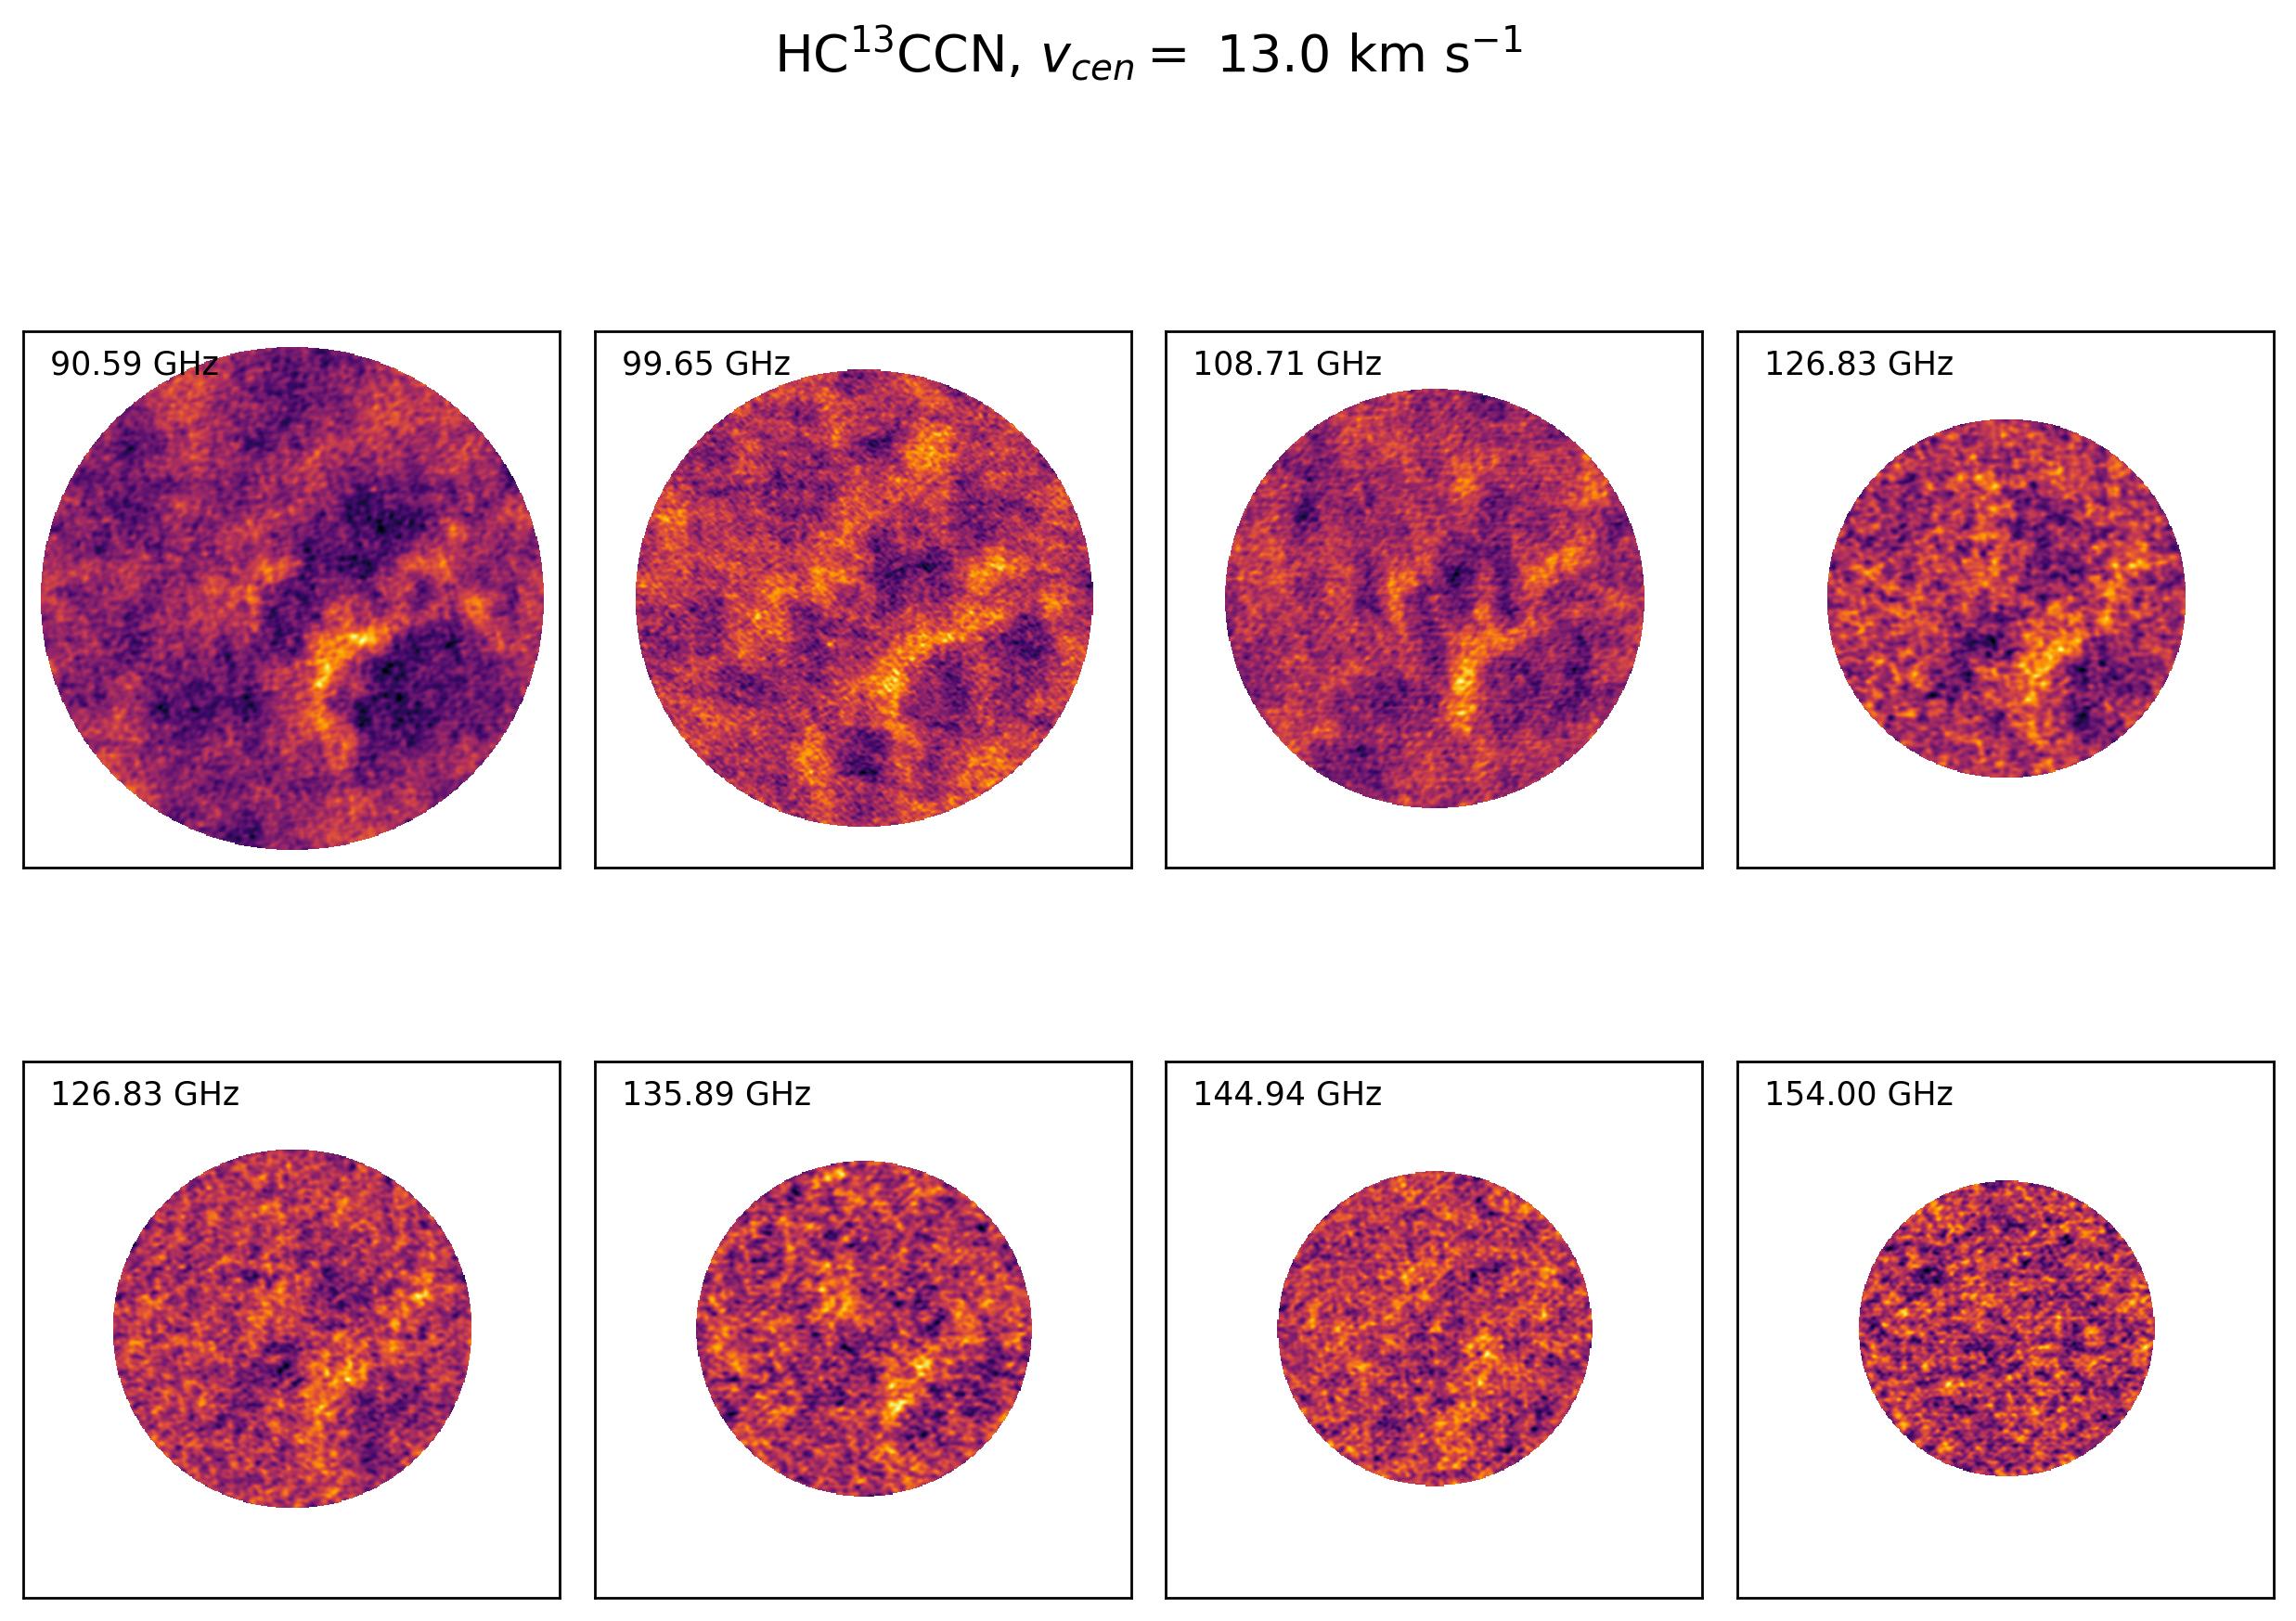 HC¹³CCN, v_cen = 13.0 km s⁻¹
90.59 GHz
99.65 GHz
108.71 GHz
126.83 GHz
126.83 GHz
135.89 GHz
144.94 GHz
154.00 GHz